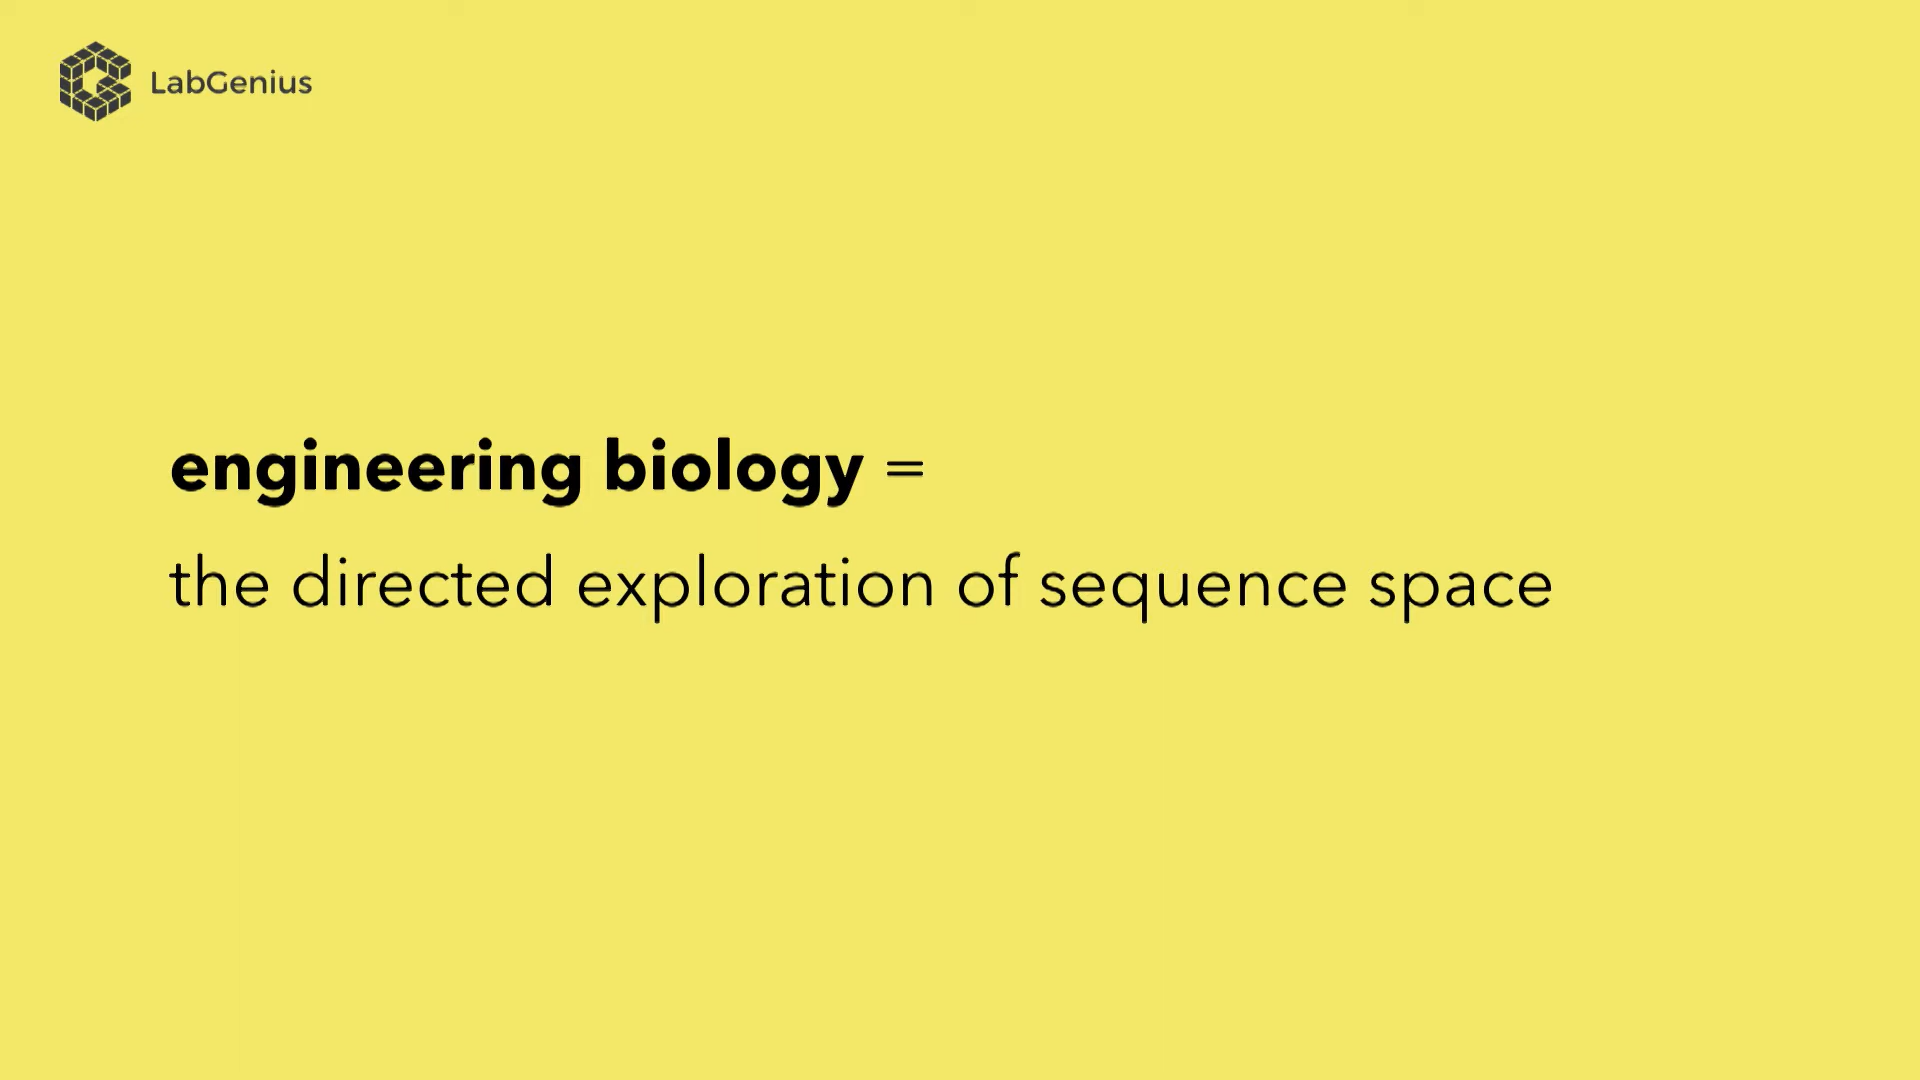 LabGenius
engineering biology =
the directed exploration of sequence space